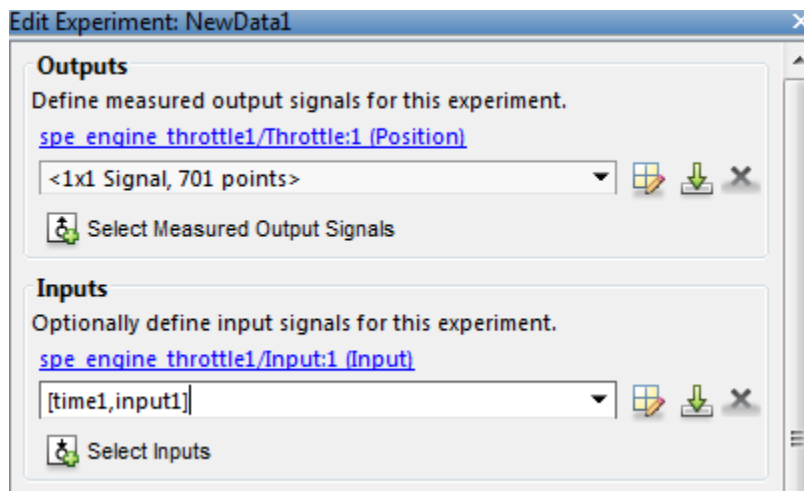 Edit Experiment: NewData1
Outputs
Define measured output signals for this experiment.
spe_engine_throttle1/Throttle:1 (Position)
<1x1 Signal, 701 points>
Select Measured Output Signals
Inputs
Optionally define input signals for this experiment.
spe_engine_throttle1/Input:1 (Input)
[time1,input1]
Select Inputs